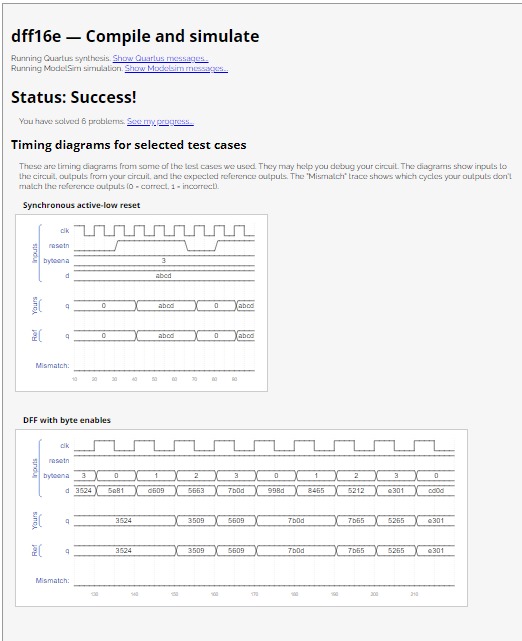 dff16e — Compile and simulate
Running Quartus synthesis. Show Quartus messages...
Running ModelSim simulation. Show Modelsim messages...
Status: Success!
You have solved 6 problems. See my progress...
Timing diagrams for selected test cases
These are timing diagrams from some of the test cases we used. They may help you debug your circuit. The diagrams show inputs to
the circuit, outputs from your circuit, and the expected reference outputs. The "Mismatch" trace shows which cycles your outputs don't
match the reference outputs (0 = correct, 1 = incorrect).
Synchronous active-low reset
Inputs
clk
resetn
byteena 3
d abcd
Yours q 0 abcd 0 abcd
Ref q 0 abcd 0 abcd
Mismatch:
10 20 30 40 50 60 70 80 90
DFF with byte enables
Inputs
clk
resetn
byteena 3 0 1 2 3 0 1 2 3 0
d 3524 5e81 d609 5663 7b0d 998d 8465 5212 e301 cd0d
Yours q 3524 3509 5609 7b0d 7b65 5265 e301
Ref q 3524 3509 5609 7b0d 7b65 5265 e301
Mismatch:
130 140 150 160 170 180 190 200 210